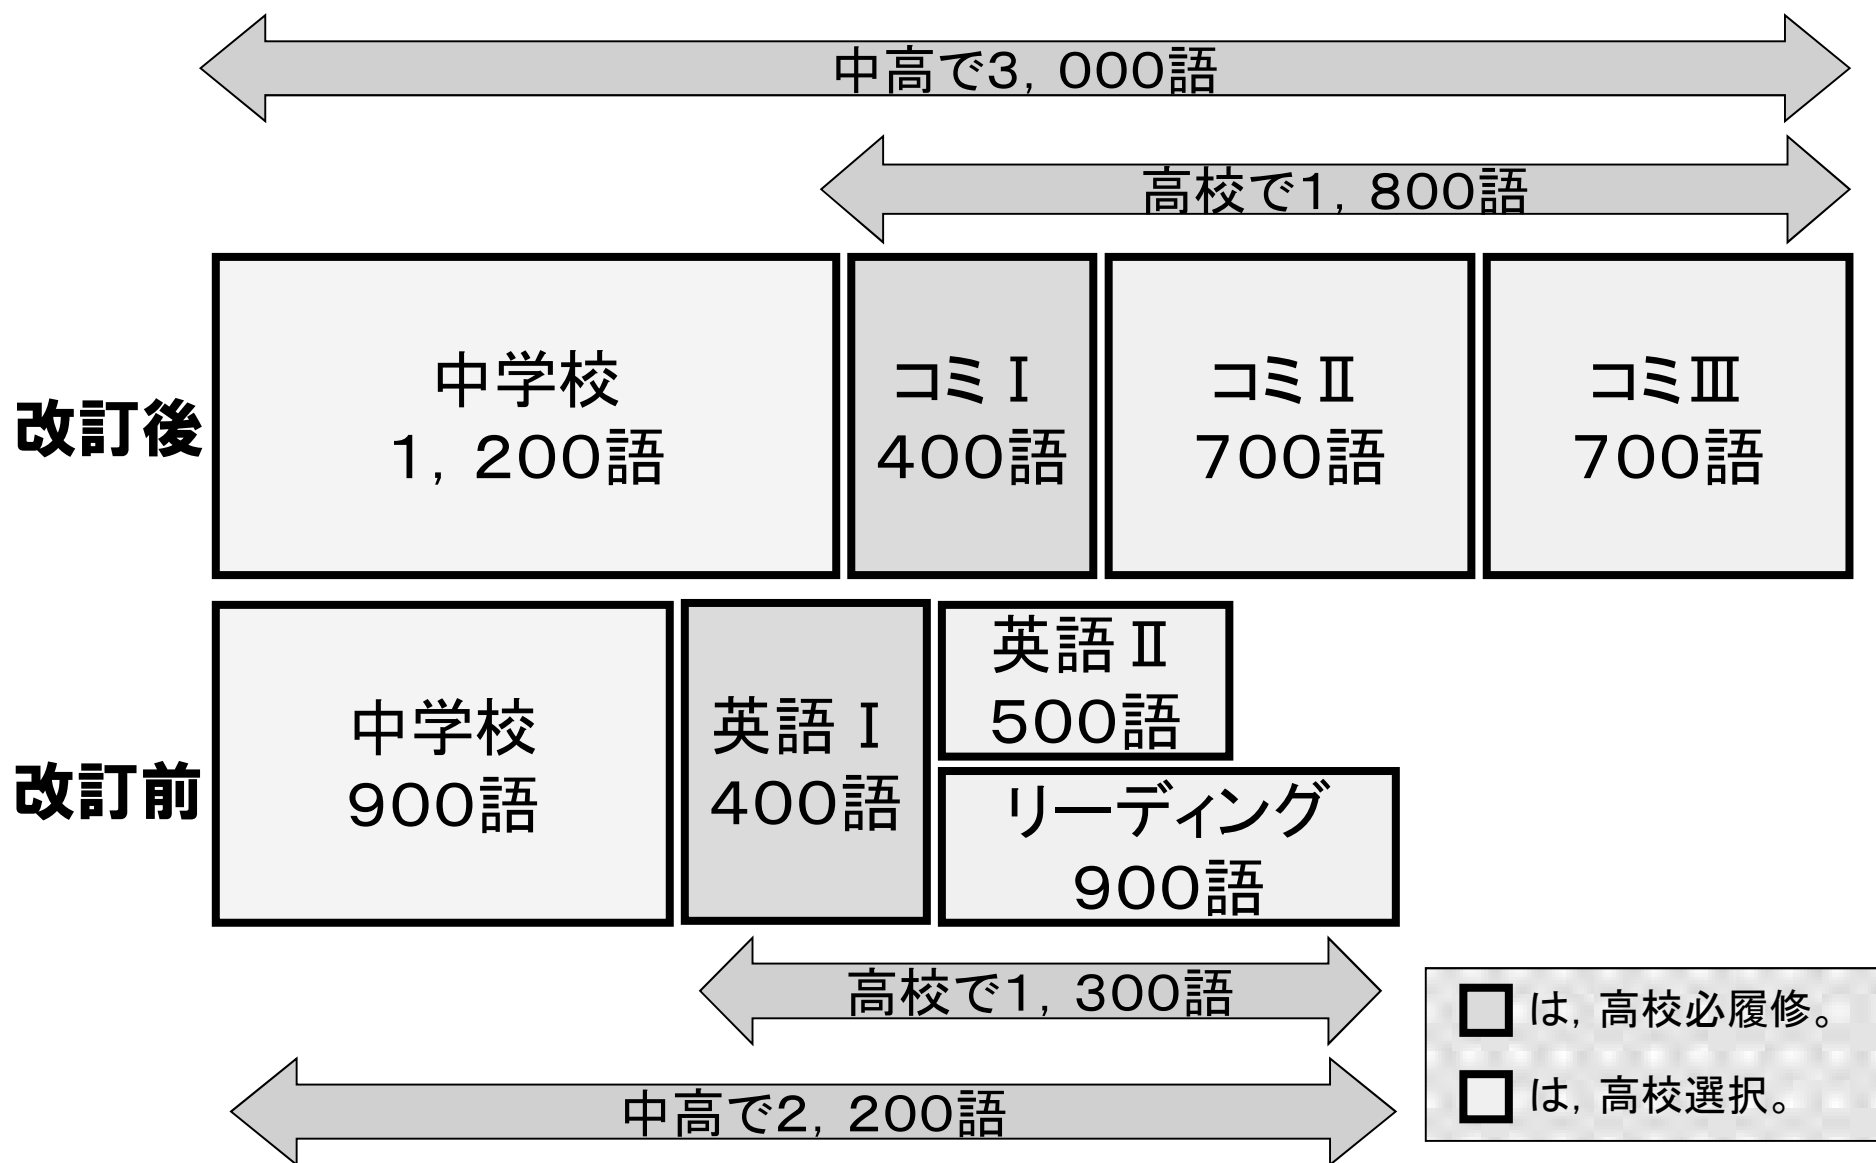 中高で3，000語
高校で1，800語
改訂後
中学校
1，200語
コミⅠ
400語
コミⅡ
700語
コミⅢ
700語
改訂前
中学校
900語
英語Ⅰ
400語
英語Ⅱ
500語
リーディング
900語
高校で1，300語
中高で2，200語
は，高校必履修。
は，高校選択。